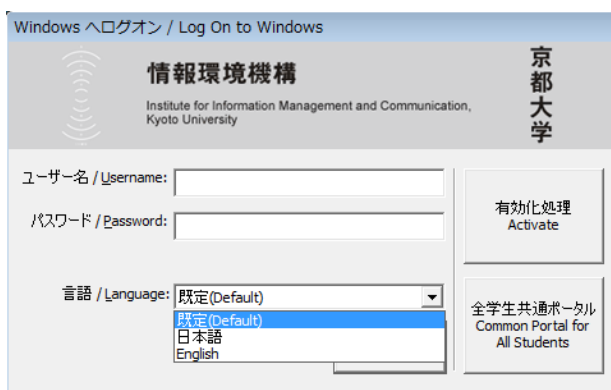 Windows へログオン / Log On to Windows
情報環境機構
Institute for Information Management and Communication,
Kyoto University
京都大学
ユーザー名 / Username:
パスワード / Password:
有効化処理
Activate
言語 / Language:
既定(Default)
既定(Default)
日本語
English
全学生共通ポータル
Common Portal for
All Students